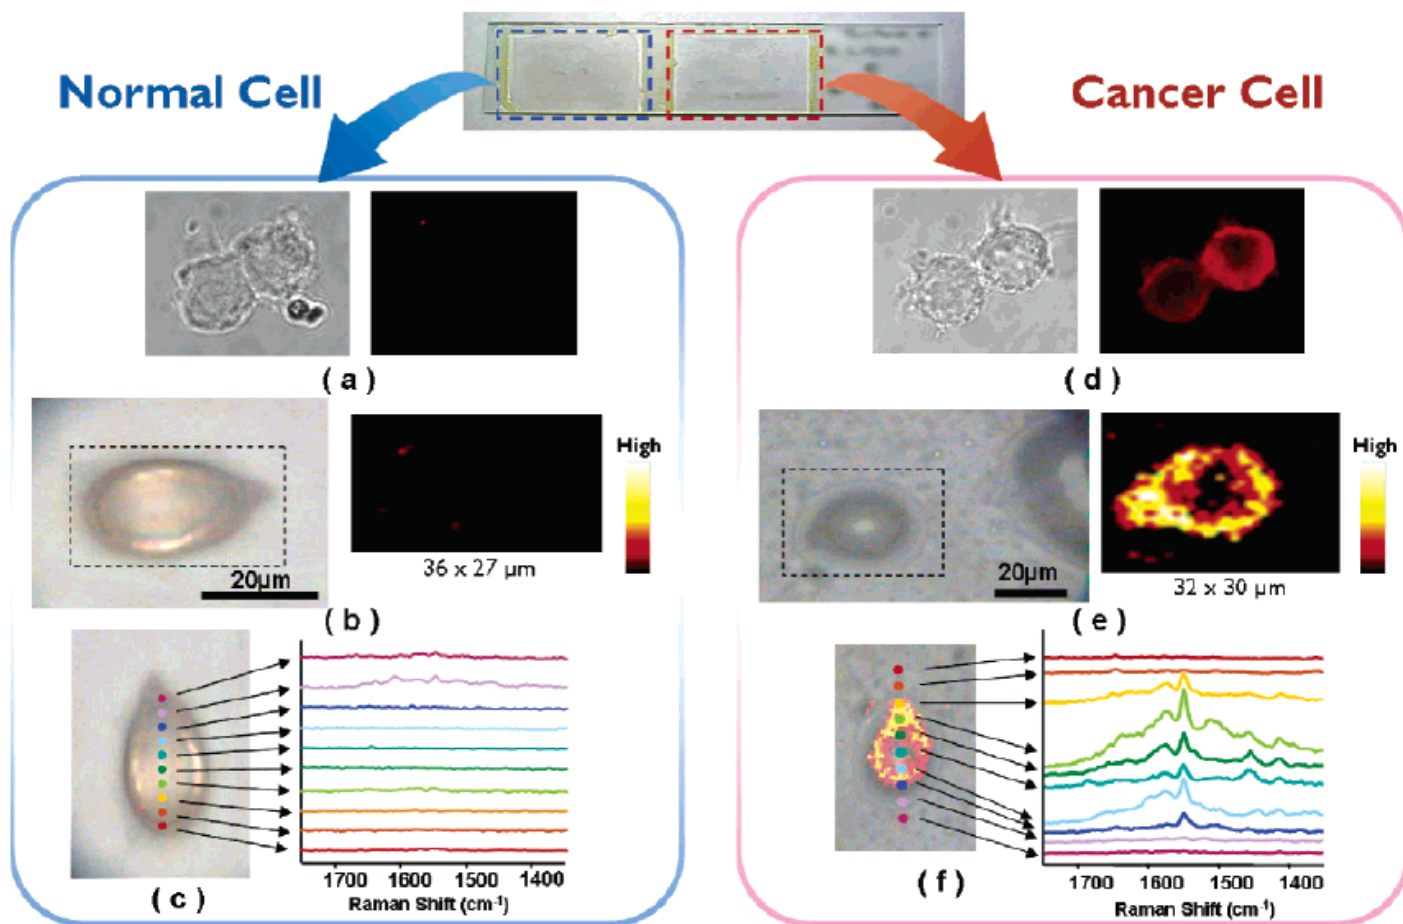 Normal Cell
Cancer Cell
( a )
( d )
20µm
High
36 x 27 µm
( b )
20µm
High
32 x 30 µm
( e )
1700 1600 1500 1400
Raman Shift (cm⁻¹)
( c )
1700 1600 1500 1400
Raman Shift (cm⁻¹)
( f )